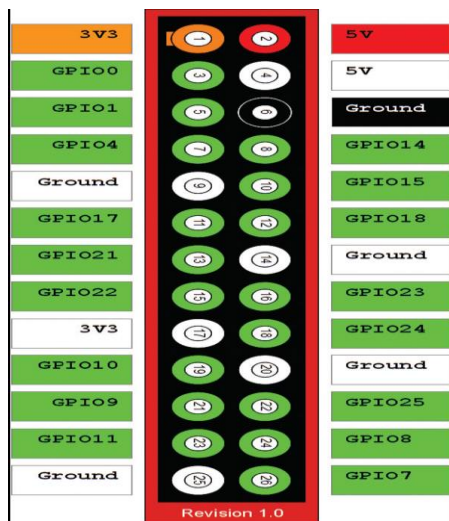 3V3 1 2 5V
GPIO0 3 4 5V
GPIO1 5 6 Ground
GPIO4 7 8 GPIO14
Ground 9 10 GPIO15
GPIO17 11 12 GPIO18
GPIO21 13 14 Ground
GPIO22 15 16 GPIO23
3V3 17 18 GPIO24
GPIO10 19 20 Ground
GPIO9 21 22 GPIO25
GPIO11 23 24 GPIO8
Ground 25 26 GPIO7
Revision 1.0